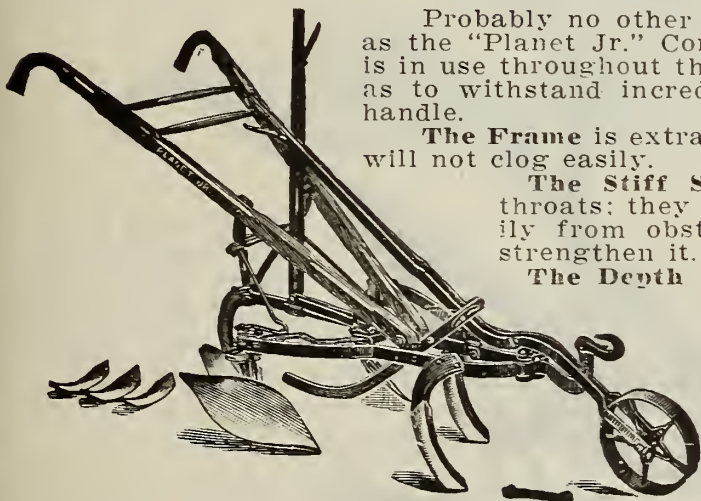 Probably no other
as the “Planet Jr.” Co
is in use throughout th
as to withstand incred
handle.
The Frame is extra
will not clog easily.
The Stiff S
throats; they
ily from obst
strengthen it.
The Depth
PLANET JR.